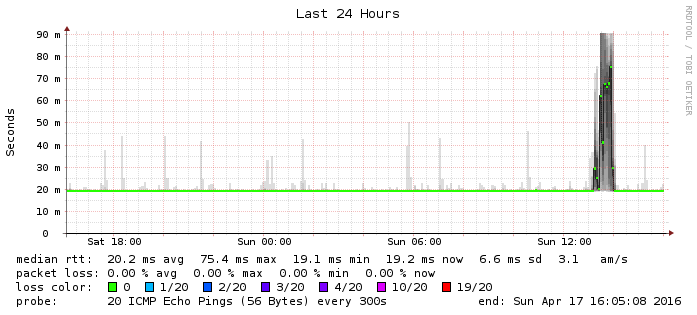 Last 24 Hours
RRDTOOL / TOBI OETIKER
Seconds
90 m
80 m
70 m
60 m
50 m
40 m
30 m
20 m
10 m
0
Sat 18:00 Sun 00:00 Sun 06:00 Sun 12:00
median rtt: 20.2 ms avg 75.4 ms max 19.1 ms min 19.2 ms now 6.6 ms sd 3.1 am/s
packet loss: 0.00 % avg 0.00 % max 0.00 % min 0.00 % now
loss color: 0 1/20 2/20 3/20 4/20 10/20 19/20
probe: 20 ICMP Echo Pings (56 Bytes) every 300s end: Sun Apr 17 16:05:08 2016